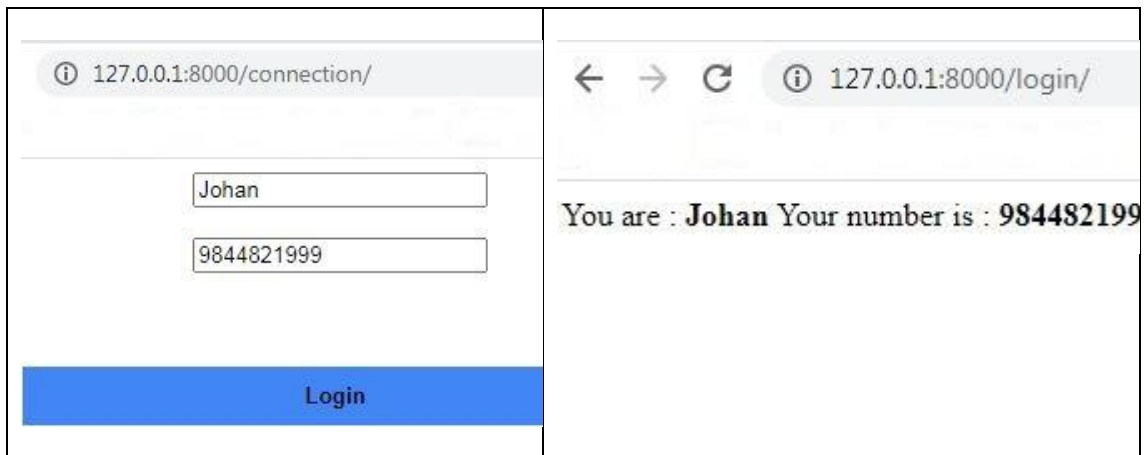 127.0.0.1:8000/connection/
Johan
9844821999
Login
127.0.0.1:8000/login/
You are : Johan Your number is : 984482199